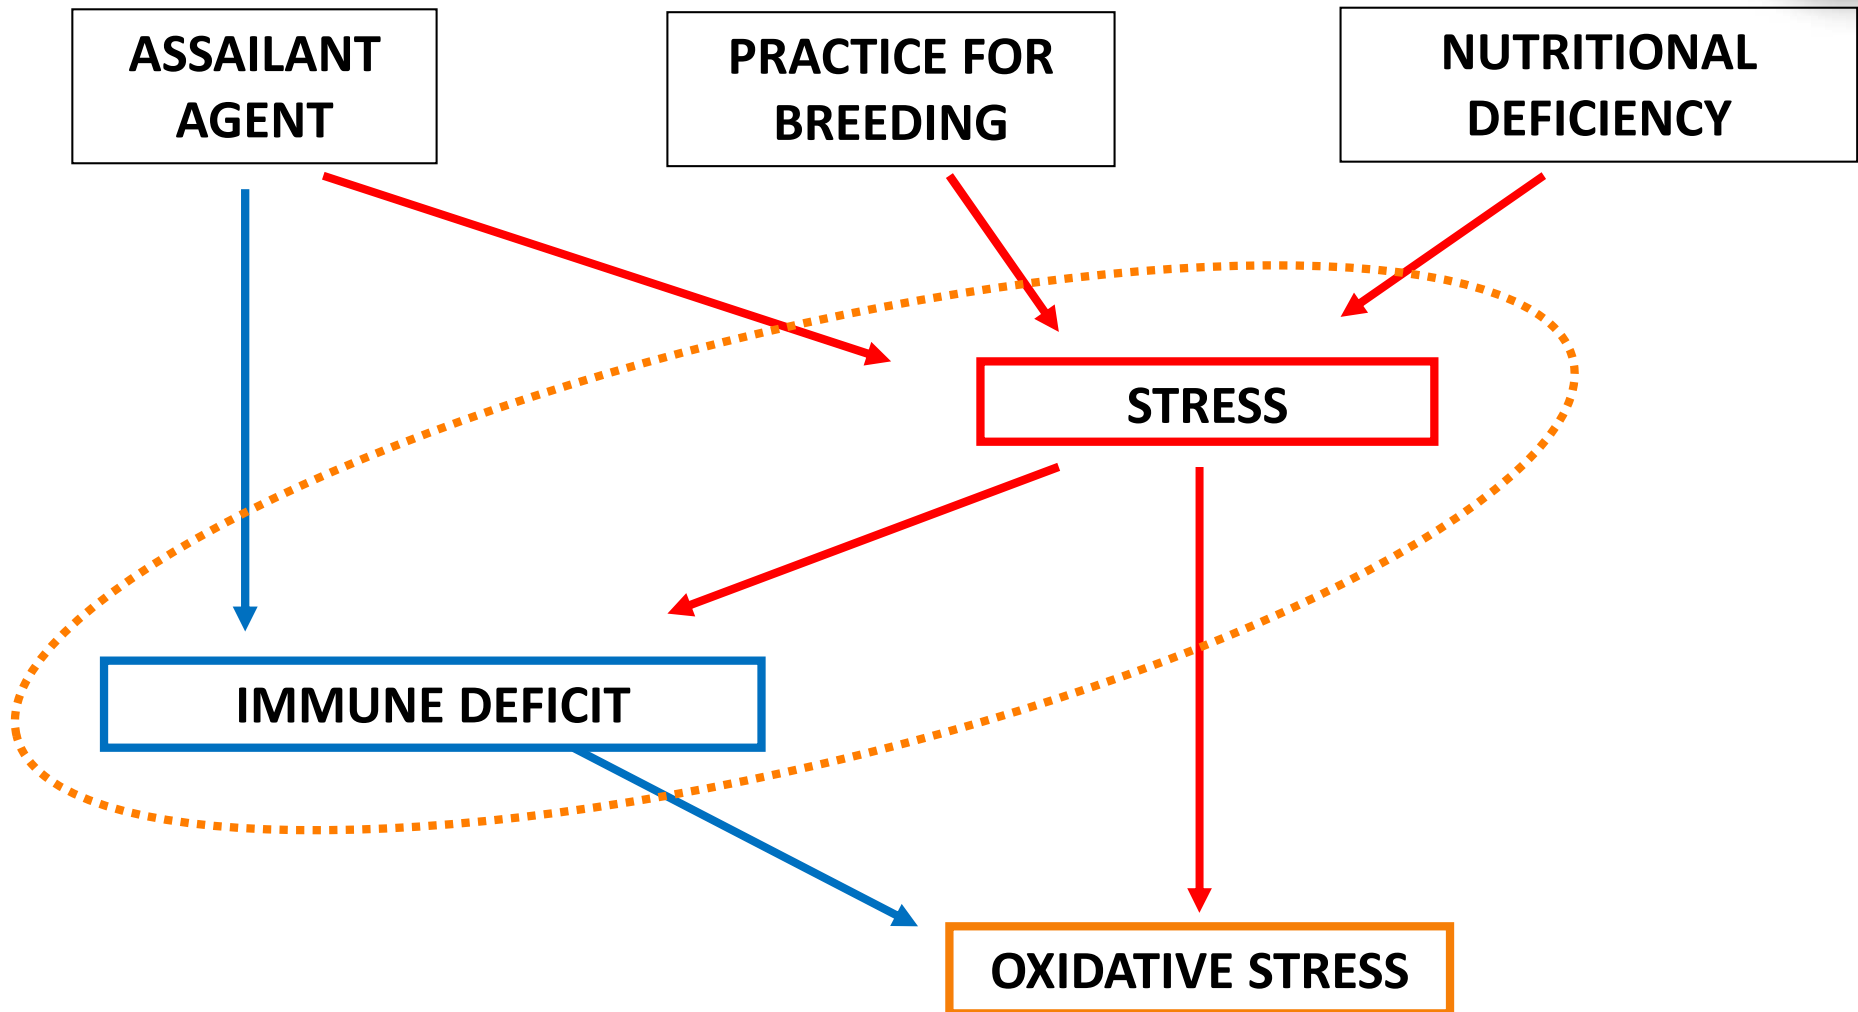 ASSAILANT
AGENT
PRACTICE FOR
BREEDING
NUTRITIONAL
DEFICIENCY
STRESS
IMMUNE DEFICIT
OXIDATIVE STRESS